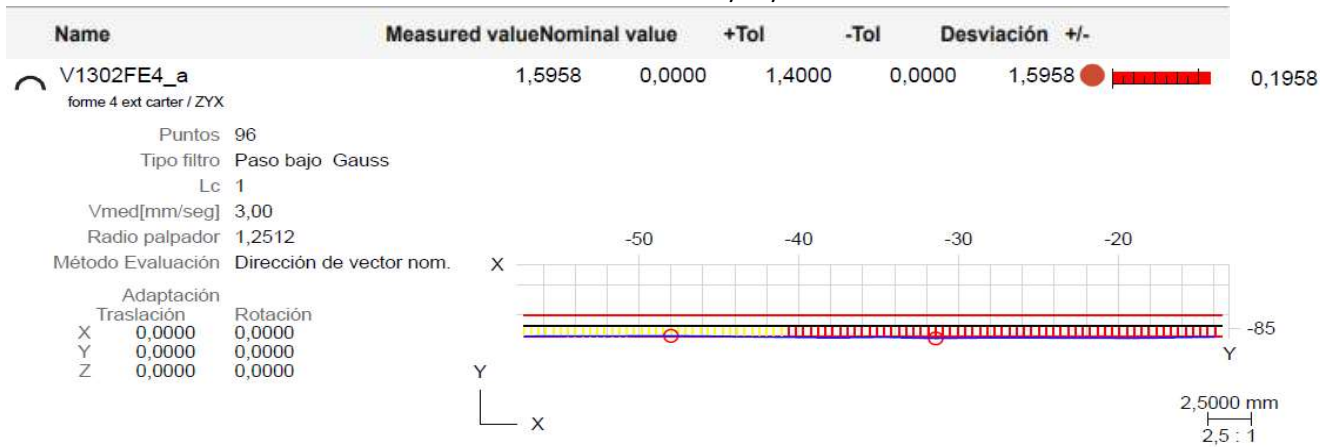 Name Measured valueNominal value +Tol -Tol Desviación +/-
V1302FE4_a 1,5958 0,0000 1,4000 0,0000 1,5958 0,1958
forme 4 ext carter / ZYX
Puntos 96
Tipo filtro Paso bajo Gauss
Lc 1
Vmed[mm/seg] 3,00
Radio palpador 1,2512
Método Evaluación Dirección de vector nom.
Adaptación
Traslación Rotación
X 0,0000 0,0000
Y 0,0000 0,0000
Z 0,0000 0,0000
-50 -40 -30 -20
X
-85
Y
Y
X
2,5000 mm
2,5 : 1